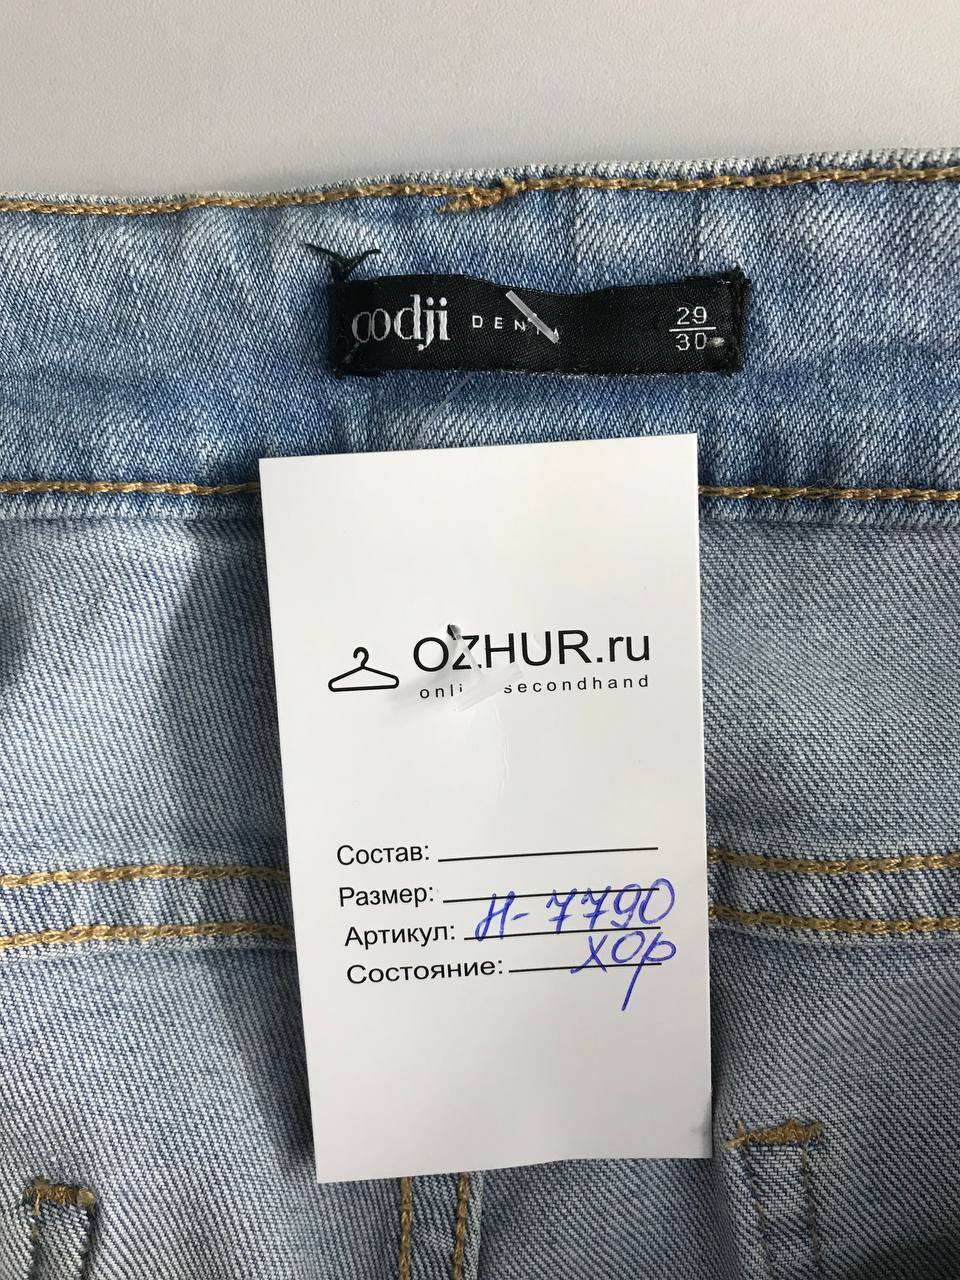 oodji
29
30
OZHUR.ru
secondhand
Состав:
Размер:
Артикул: Н-7790
Состояние: хор